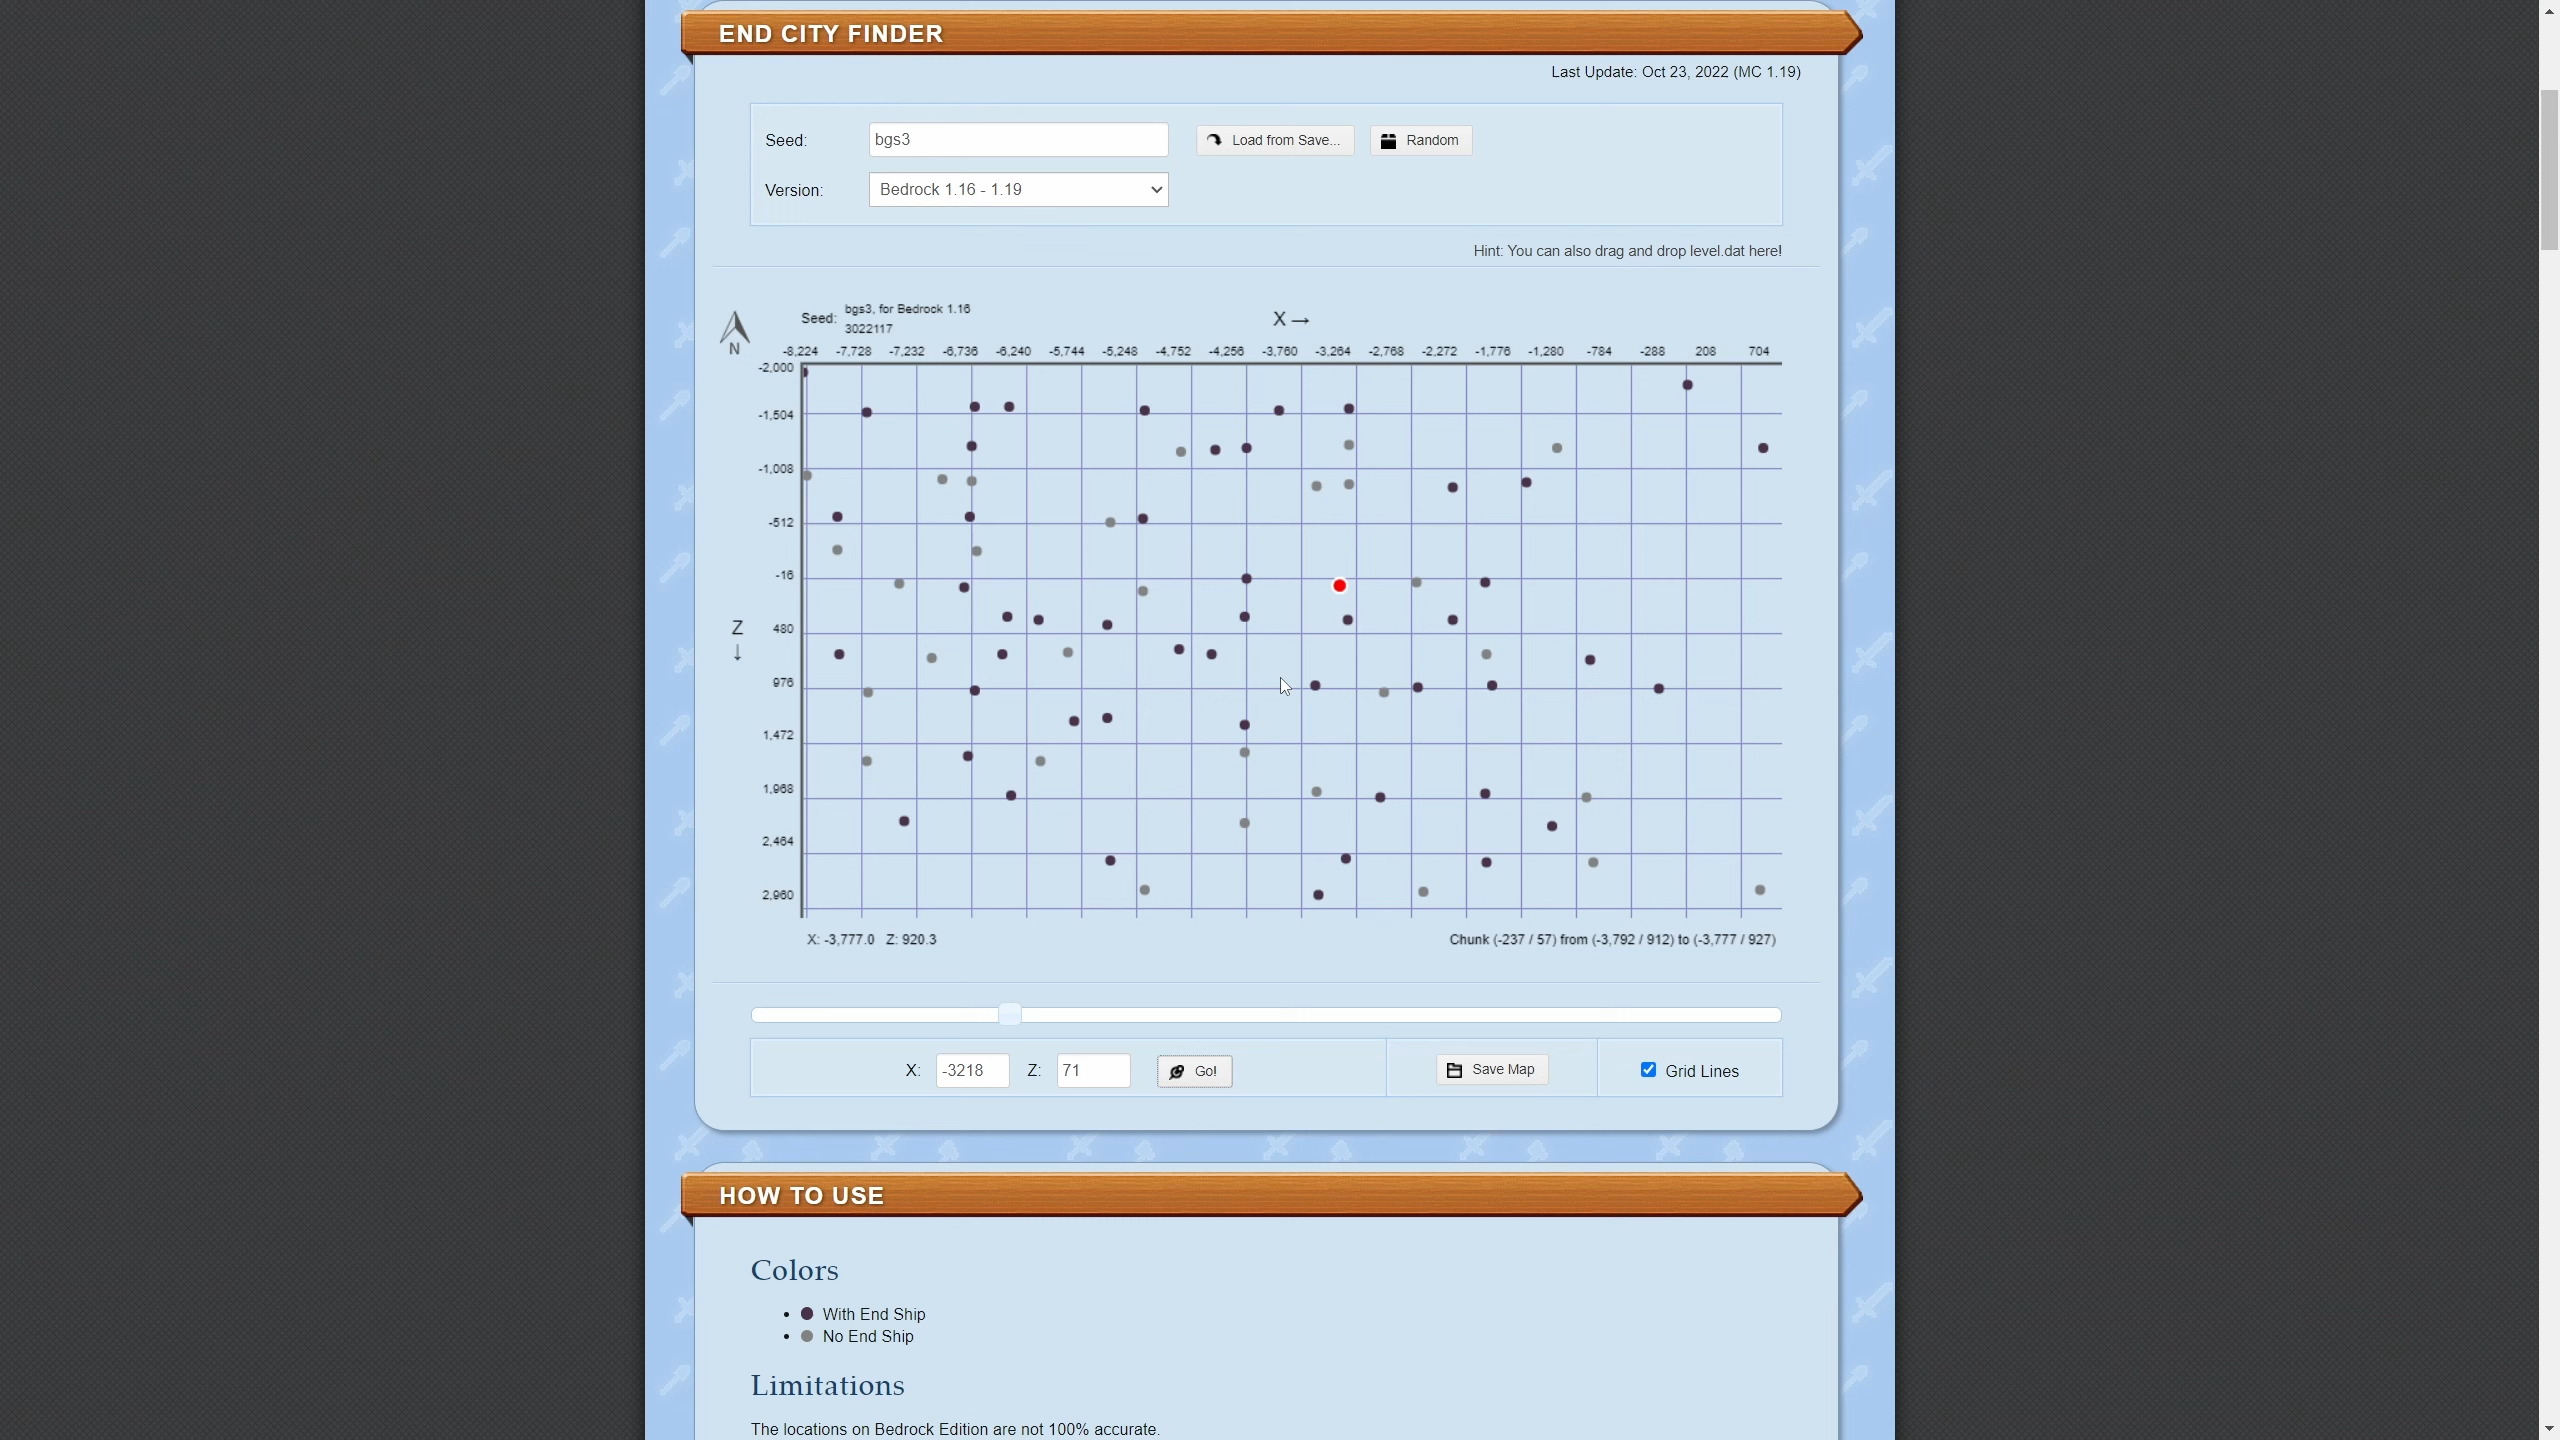 END CITY FINDER
Last Update: Oct 23, 2022 (MC 1.19)
Seed: bgs3 Load from Save... Random
Version: Bedrock 1.16 - 1.19
Hint: You can also drag and drop level.dat here!
Seed: bgs3, for Bedrock 1.16
3022117
X →
N
-8,224 -7,728 -7,232 -6,736 -6,240 -5,744 -5,248 -4,752 -4,256 -3,760 -3,264 -2,768 -2,272 -1,776 -1,280 -784 -288 208 704
-2,000
-1,504
-1,008
-512
-16
480
Z
↓
976
1,472
1,968
2,464
2,960
X: -3,777.0 Z: 920.3 Chunk (-237 / 57) from (-3,792 / 912) to (-3,777 / 927)
X: -3218 Z: 71 Go! Save Map Grid Lines
HOW TO USE
Colors
• With End Ship
• No End Ship
Limitations
The locations on Bedrock Edition are not 100% accurate.